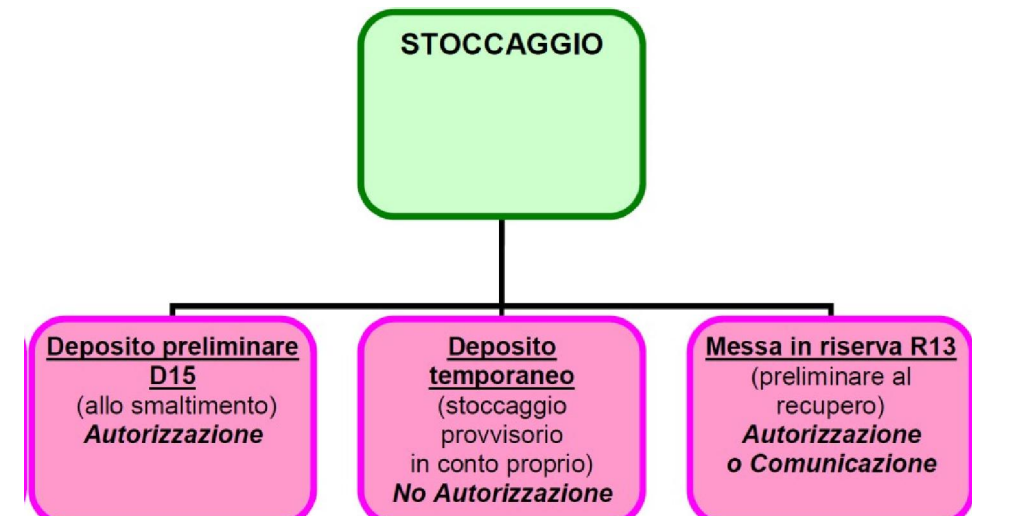 STOCCAGGIO
Deposito preliminare
D15
(allo smaltimento)
Autorizzazione
Deposito
temporaneo
(stoccaggio
provvisorio
in conto proprio)
No Autorizzazione
Messa in riserva R13
(preliminare al
recupero)
Autorizzazione
o Comunicazione